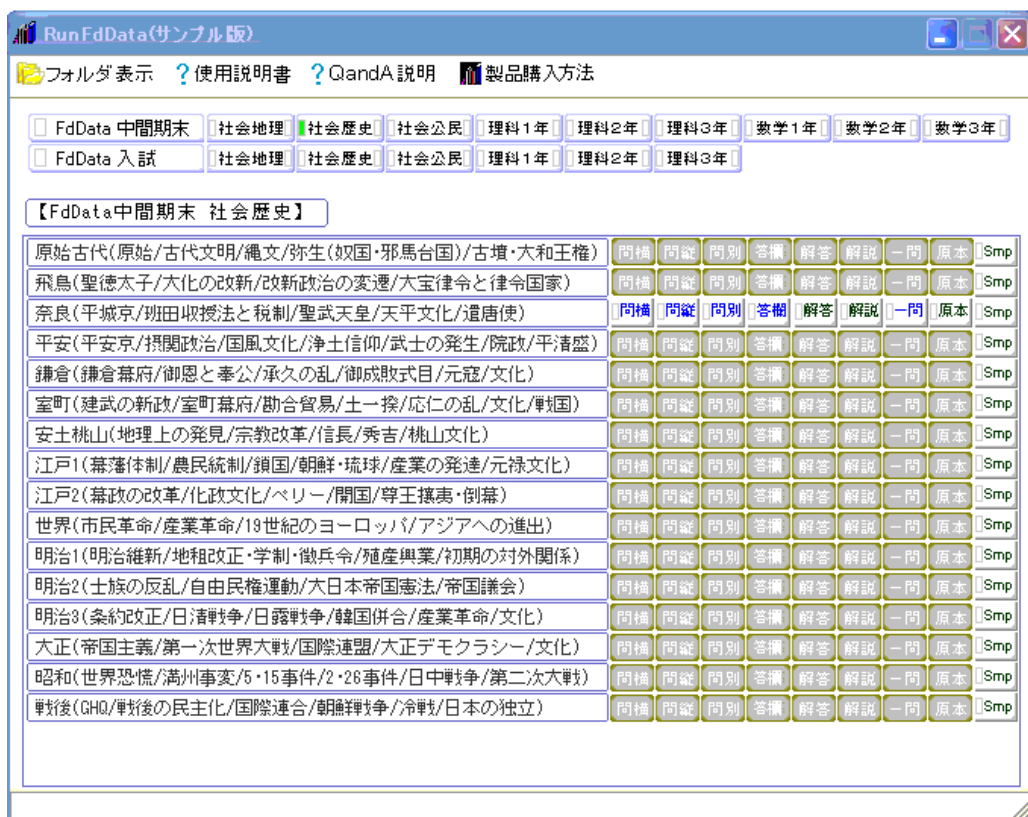 RunFdData(サンプル版)
フォルダ表示 ?使用説明書 ?QandA説明 製品購入方法
FdData 中間期末 社会地理 社会歴史 社会公民 理科1年 理科2年 理科3年 数学1年 数学2年 数学3年
FdData 入試 社会地理 社会歴史 社会公民 理科1年 理科2年 理科3年
【FdData中間期末 社会歴史】
原始古代(原始/古代文明/縄文/弥生(奴国・邪馬台国)/古墳・大和王権) 問横 問縦 問別 答欄 解答 解説 一問 原本 Smp
飛鳥(聖徳太子/大化の改新/改新政治の変遷/大宝律令と律令国家) 問横 問縦 問別 答欄 解答 解説 一問 原本 Smp
奈良(平城京/班田収授法と税制/聖武天皇/天平文化/遣唐使) 問横 問縦 問別 答欄 解答 解説 一問 原本 Smp
平安(平安京/摂関政治/国風文化/浄土信仰/武士の発生/院政/平清盛) 問横 問縦 問別 答欄 解答 解説 一問 原本 Smp
鎌倉(鎌倉幕府/御恩と奉公/承久の乱/御成敗式目/元寇/文化) 問横 問縦 問別 答欄 解答 解説 一問 原本 Smp
室町(建武の新政/室町幕府/勘合貿易/土一揆/応仁の乱/文化/戦国) 問横 問縦 問別 答欄 解答 解説 一問 原本 Smp
安土桃山(地理上の発見/宗教改革/信長/秀吉/桃山文化) 問横 問縦 問別 答欄 解答 解説 一問 原本 Smp
江戸1(幕藩体制/農民統制/鎖国/朝鮮・琉球/産業の発達/元禄文化) 問横 問縦 問別 答欄 解答 解説 一問 原本 Smp
江戸2(幕政の改革/化政文化/ペリー/開国/尊王攘夷・倒幕) 問横 問縦 問別 答欄 解答 解説 一問 原本 Smp
世界(市民革命/産業革命/19世紀のヨーロッパ/アジアへの進出) 問横 問縦 問別 答欄 解答 解説 一問 原本 Smp
明治1(明治維新/地租改正・学制・徴兵令/殖産興業/初期の対外関係) 問横 問縦 問別 答欄 解答 解説 一問 原本 Smp
明治2(士族の反乱/自由民権運動/大日本帝国憲法/帝国議会) 問横 問縦 問別 答欄 解答 解説 一問 原本 Smp
明治3(条約改正/日清戦争/日露戦争/韓国併合/産業革命/文化) 問横 問縦 問別 答欄 解答 解説 一問 原本 Smp
大正(帝国主義/第一次世界大戦/国際連盟/大正デモクラシー/文化) 問横 問縦 問別 答欄 解答 解説 一問 原本 Smp
昭和(世界恐慌/満州事変/5・15事件/2・26事件/日中戦争/第二次大戦) 問横 問縦 問別 答欄 解答 解説 一問 原本 Smp
戦後(GHQ/戦後の民主化/国際連合/朝鮮戦争/冷戦/日本の独立) 問横 問縦 問別 答欄 解答 解説 一問 原本 Smp